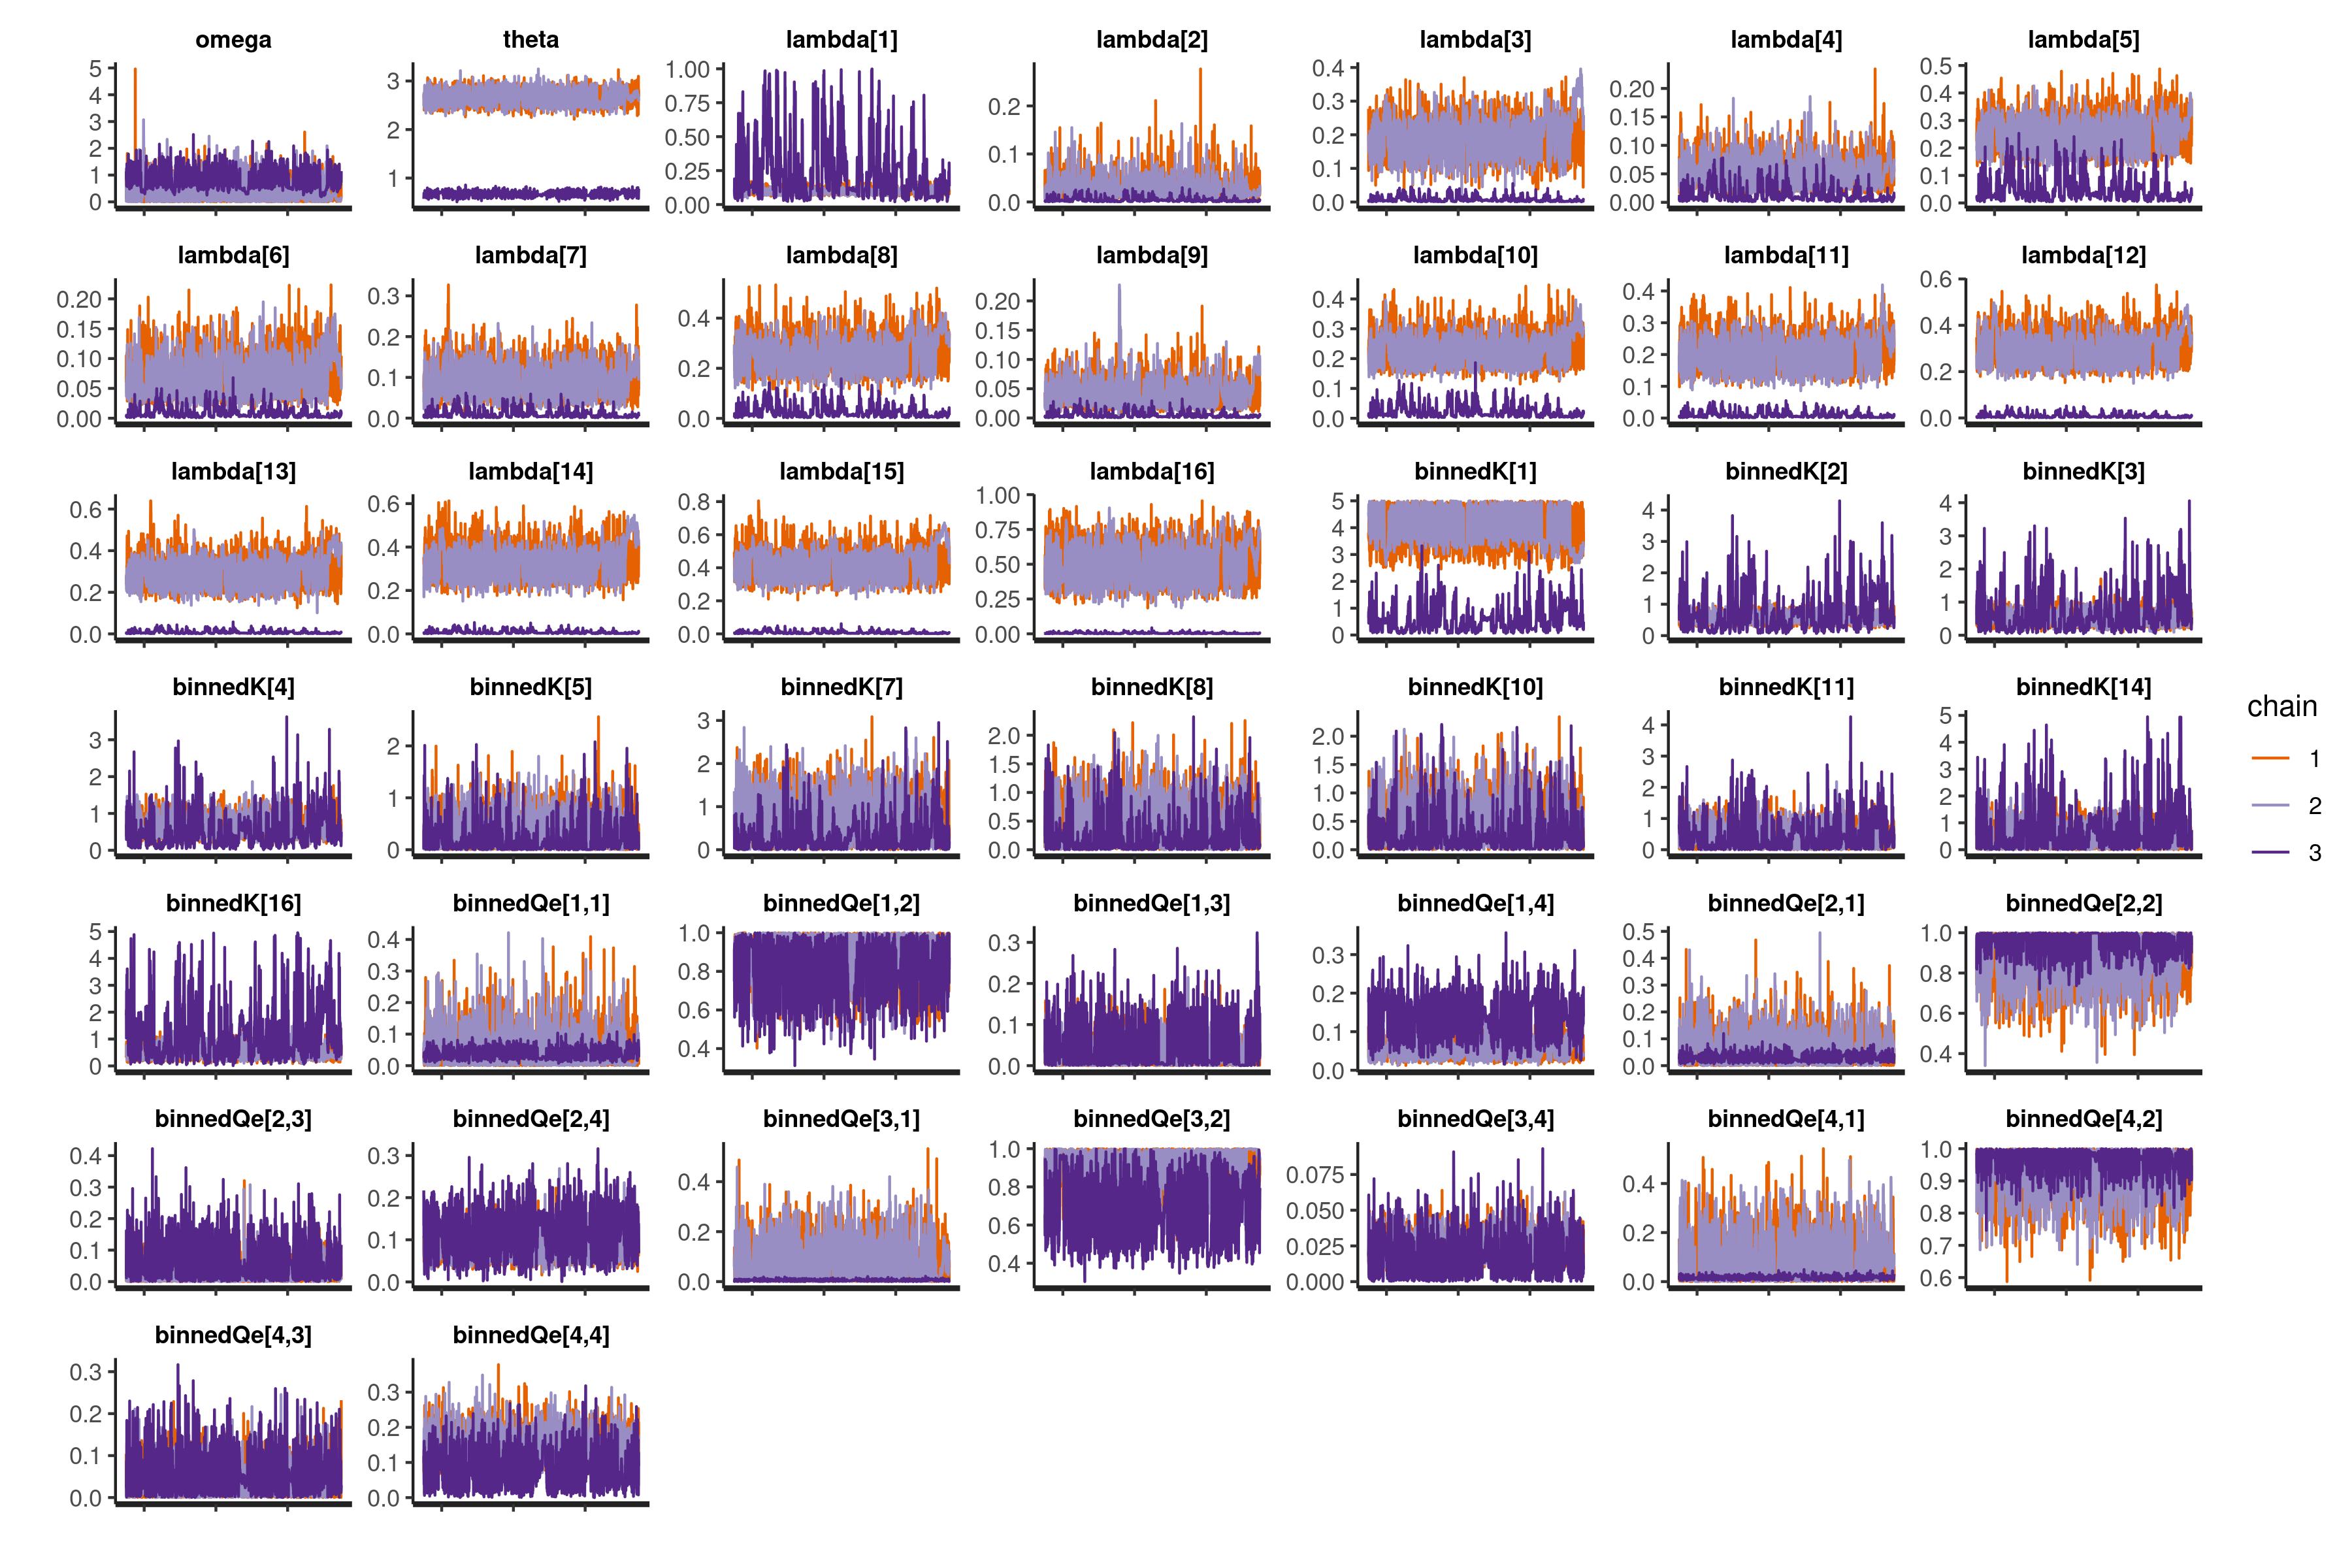 omega theta lambda[1] lambda[2] lambda[3] lambda[4] lambda[5]
5 4 3 2 1 0
3 2 1
1.00 0.75 0.50 0.25 0.00
0.2 0.1 0.0
0.4 0.3 0.2 0.1 0.0
0.20 0.15 0.10 0.05 0.00
0.5 0.4 0.3 0.2 0.1 0.0
lambda[6] lambda[7] lambda[8] lambda[9] lambda[10] lambda[11] lambda[12]
0.20 0.15 0.10 0.05 0.00
0.3 0.2 0.1 0.0
0.4 0.2 0.0
0.20 0.15 0.10 0.05 0.00
0.4 0.3 0.2 0.1 0.0
0.4 0.3 0.2 0.1 0.0
0.6 0.4 0.2 0.0
lambda[13] lambda[14] lambda[15] lambda[16] binnedK[1] binnedK[2] binnedK[3]
0.6 0.4 0.2 0.0
0.6 0.4 0.2 0.0
0.8 0.6 0.4 0.2 0.0
1.00 0.75 0.50 0.25 0.00
5 4 3 2 1 0
4 3 2 1 0
4 3 2 1 0
binnedK[4] binnedK[5] binnedK[7] binnedK[8] binnedK[10] binnedK[11] binnedK[14]
3 2 1 0
2 1 0
3 2 1 0
2.0 1.5 1.0 0.5 0.0
2.0 1.5 1.0 0.5 0.0
4 3 2 1 0
5 4 3 2 1 0
chain
1
2
3
binnedK[16] binnedQe[1,1] binnedQe[1,2] binnedQe[1,3] binnedQe[1,4] binnedQe[2,1] binnedQe[2,2]
5 4 3 2 1 0
0.4 0.3 0.2 0.1 0.0
1.0 0.8 0.6 0.4
0.3 0.2 0.1 0.0
0.3 0.2 0.1 0.0
0.5 0.4 0.3 0.2 0.1 0.0
1.0 0.8 0.6 0.4
binnedQe[2,3] binnedQe[2,4] binnedQe[3,1] binnedQe[3,2] binnedQe[3,4] binnedQe[4,1] binnedQe[4,2]
0.4 0.3 0.2 0.1 0.0
0.3 0.2 0.1 0.0
0.4 0.2 0.0
1.0 0.8 0.6 0.4
0.075 0.050 0.025 0.000
0.4 0.2 0.0
1.0 0.9 0.8 0.7 0.6
binnedQe[4,3] binnedQe[4,4]
0.3 0.2 0.1 0.0
0.3 0.2 0.1 0.0